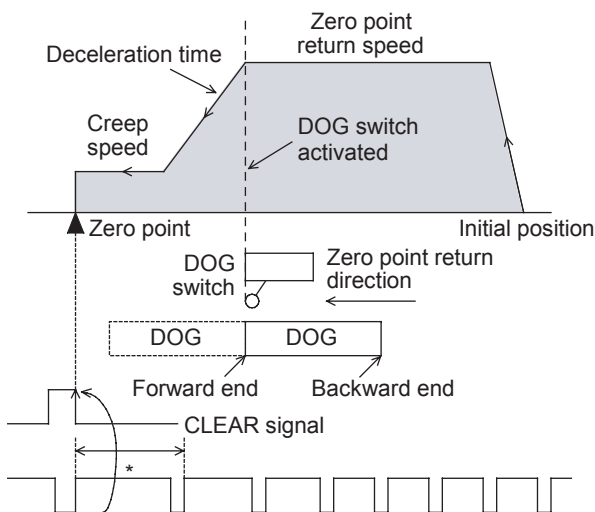 Zero point
return speed
Deceleration time
Creep
speed
DOG switch
activated
Zero point
Initial position
DOG
switch
Zero point return
direction
DOG
DOG
Forward end
Backward end
CLEAR signal
*